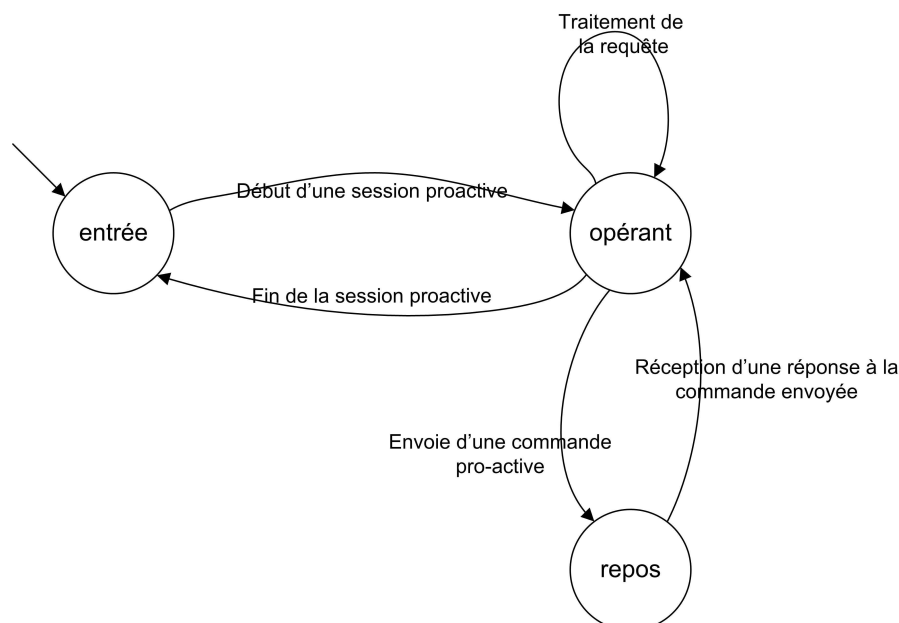 Traitement de
la requête
Début d’une session proactive
entrée
opérant
Fin de la session proactive
Réception d’une réponse à la
commande envoyée
Envoie d’une commande
pro-active
repos